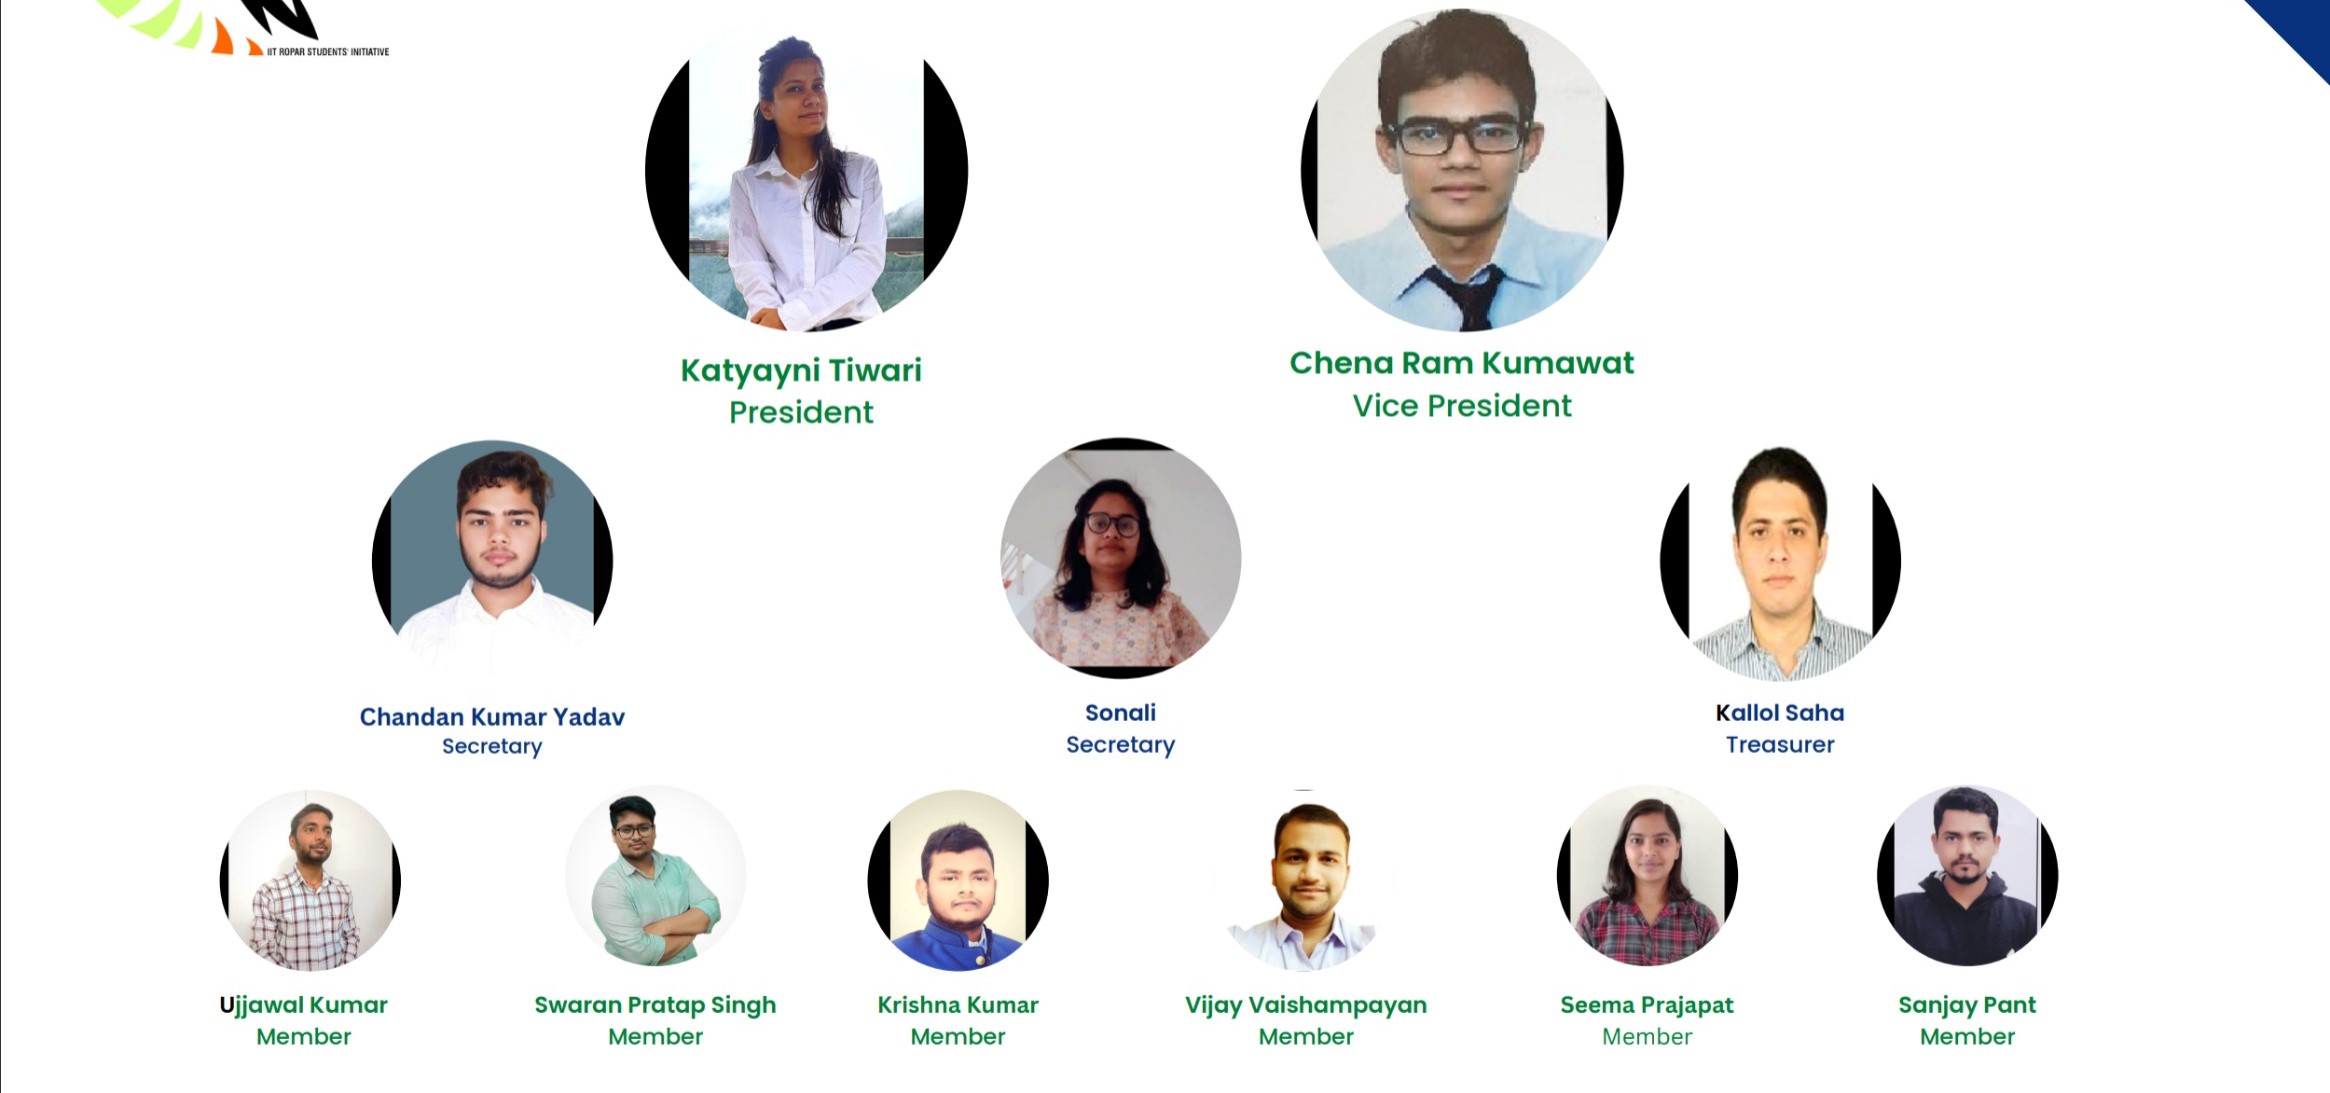 IIT ROPAR STUDENTS' INITIATIVE
Katyayni Tiwari
President
Chena Ram Kumawat
Vice President
Chandan Kumar Yadav
Secretary
Sonali
Secretary
Kallol Saha
Treasurer
Ujjawal Kumar
Member
Swaran Pratap Singh
Member
Krishna Kumar
Member
Vijay Vaishampayan
Member
Seema Prajapat
Member
Sanjay Pant
Member